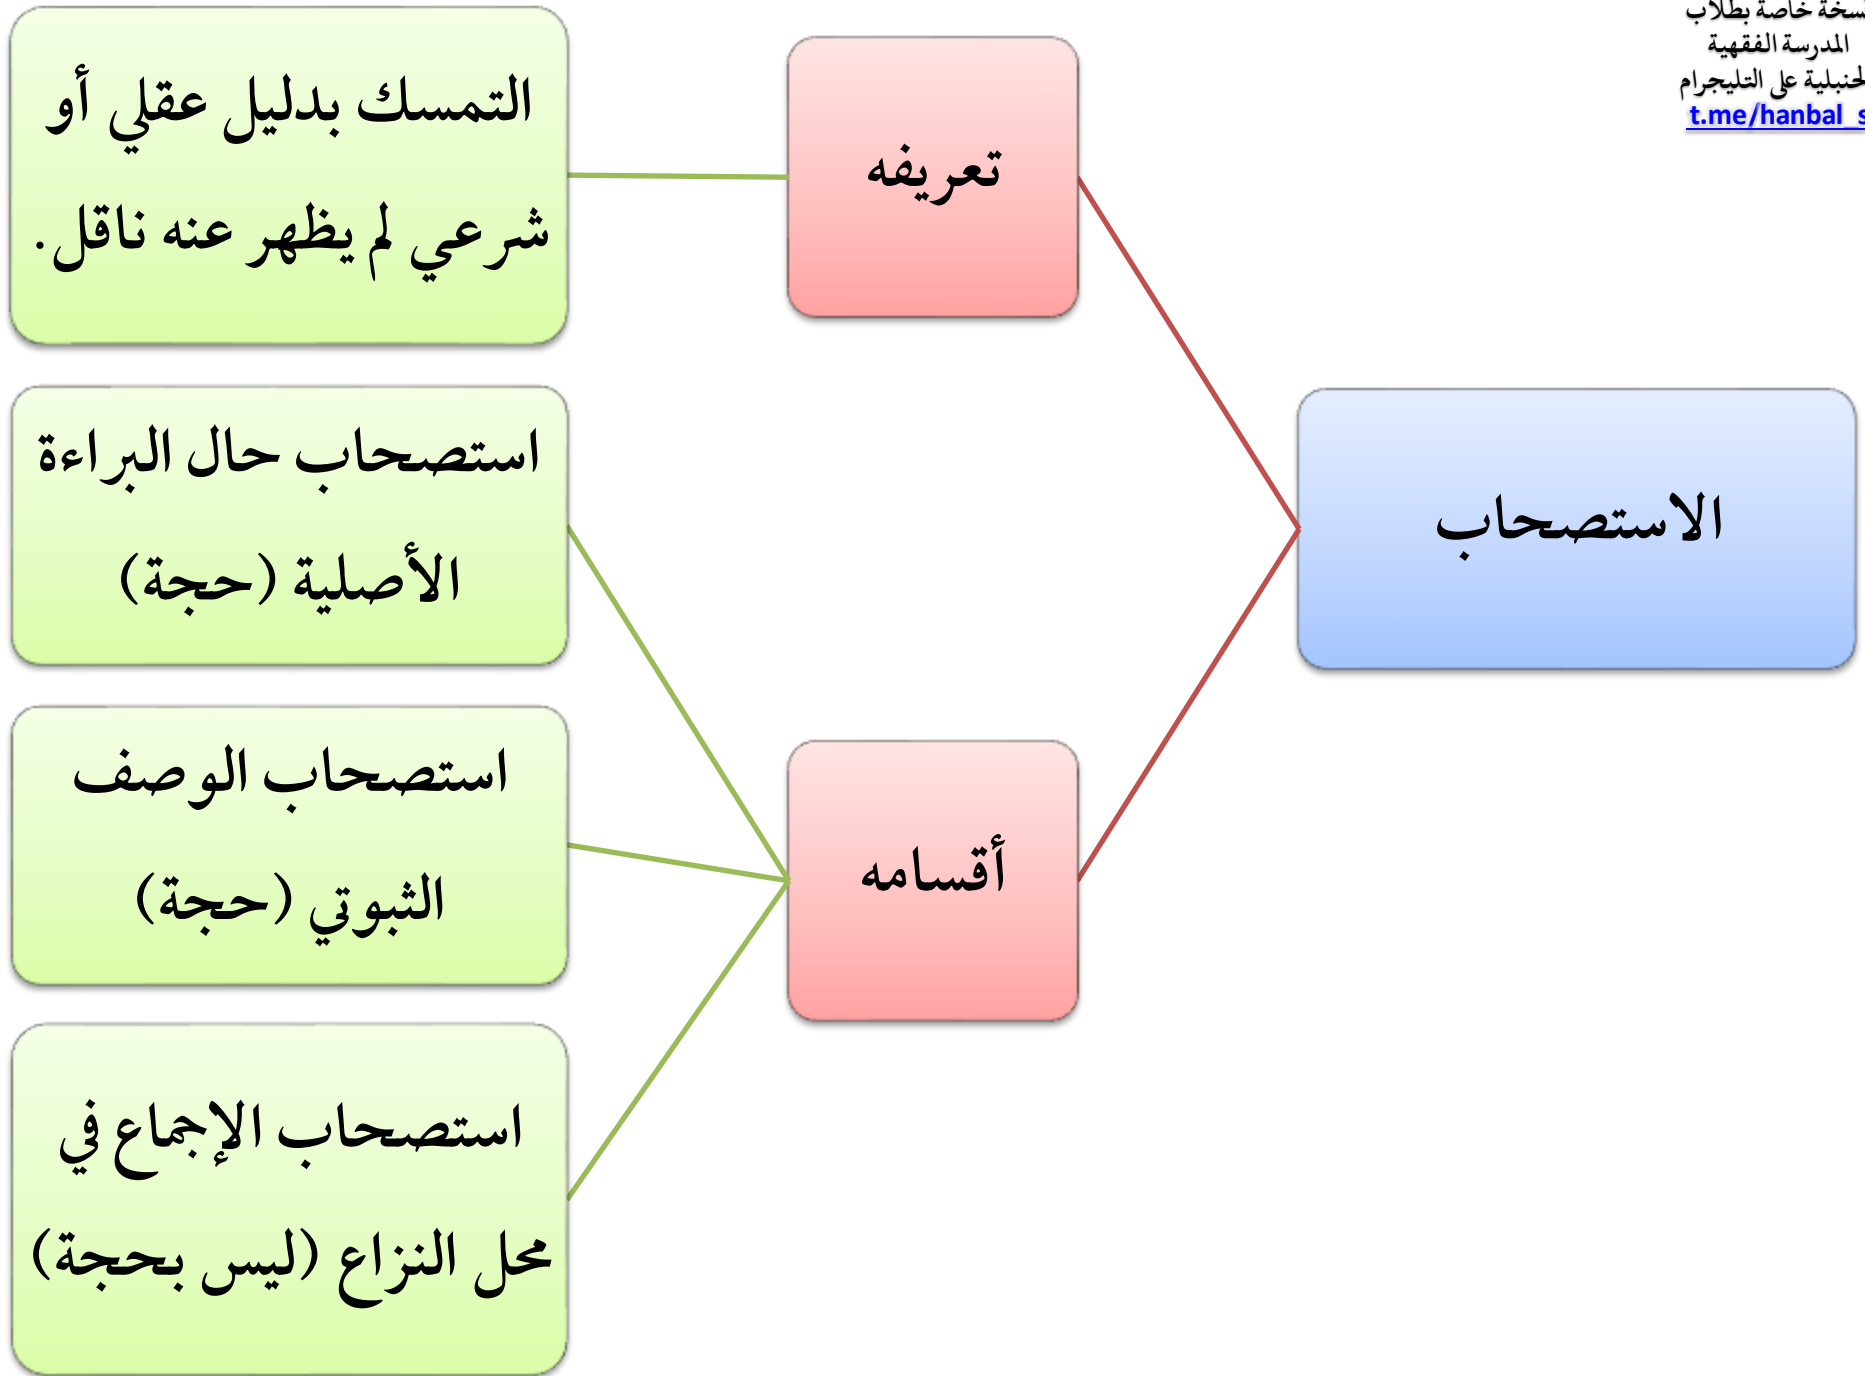 نسخة خاصة بطلاب
المدرسة الفقهية
الحنبلية على التليجرام
t.me/hanbal_s
الاستصحاب
تعريفه
التمسك بدليل عقلي أو
شرعي لم يظهر عنه ناقل.
أقسامه
استصحاب حال البراءة
الأصلية (حجة)
استصحاب الوصف
الثبوتي (حجة)
استصحاب الإجماع في
محل النزاع (ليس بحجة)